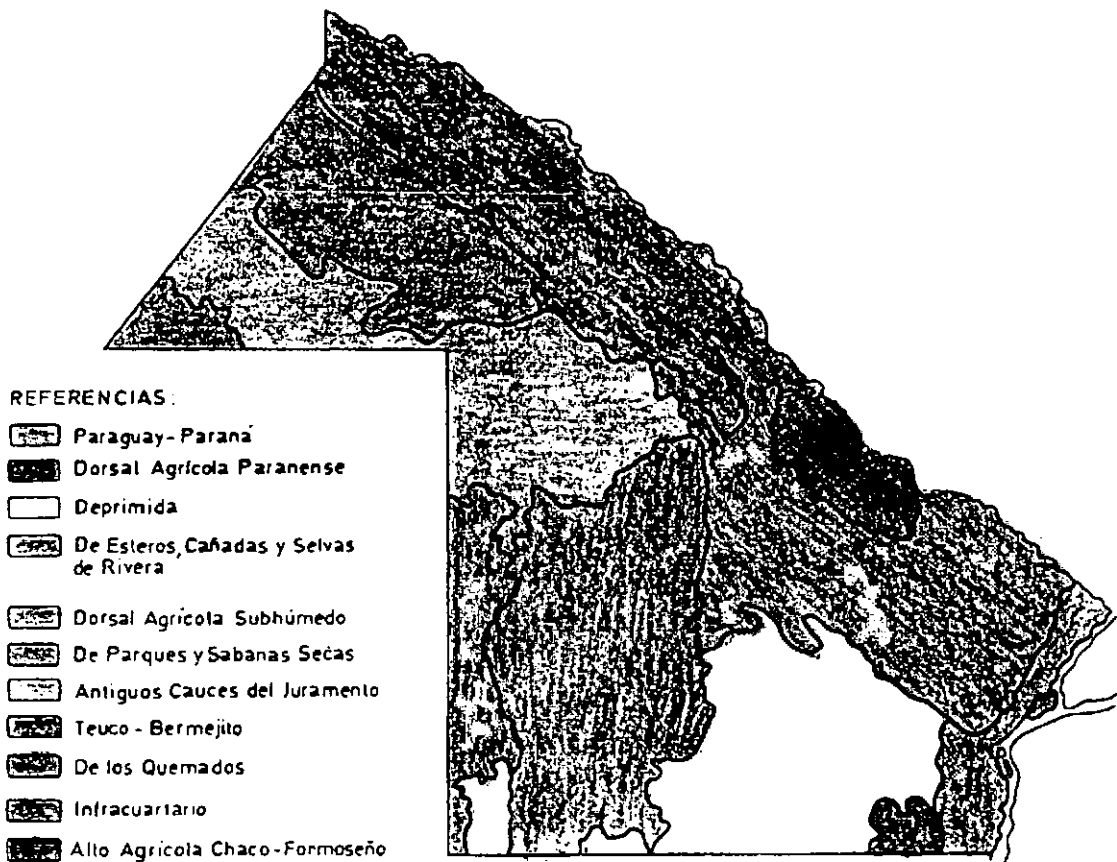 REFERENCIAS:
Paraguay-Paraná
Dorsal Agrícola Paranense
Deprimida
De Esteros, Cañadas y Selvas
de Rivera
Dorsal Agrícola Subhúmedo
De Parques y Sabanas Secas
Antiguos Cauces del Juramento
Teuco-Bermejito
De los Quemados
Infracuartario
Alto Agrícola Chaco-Formoseño